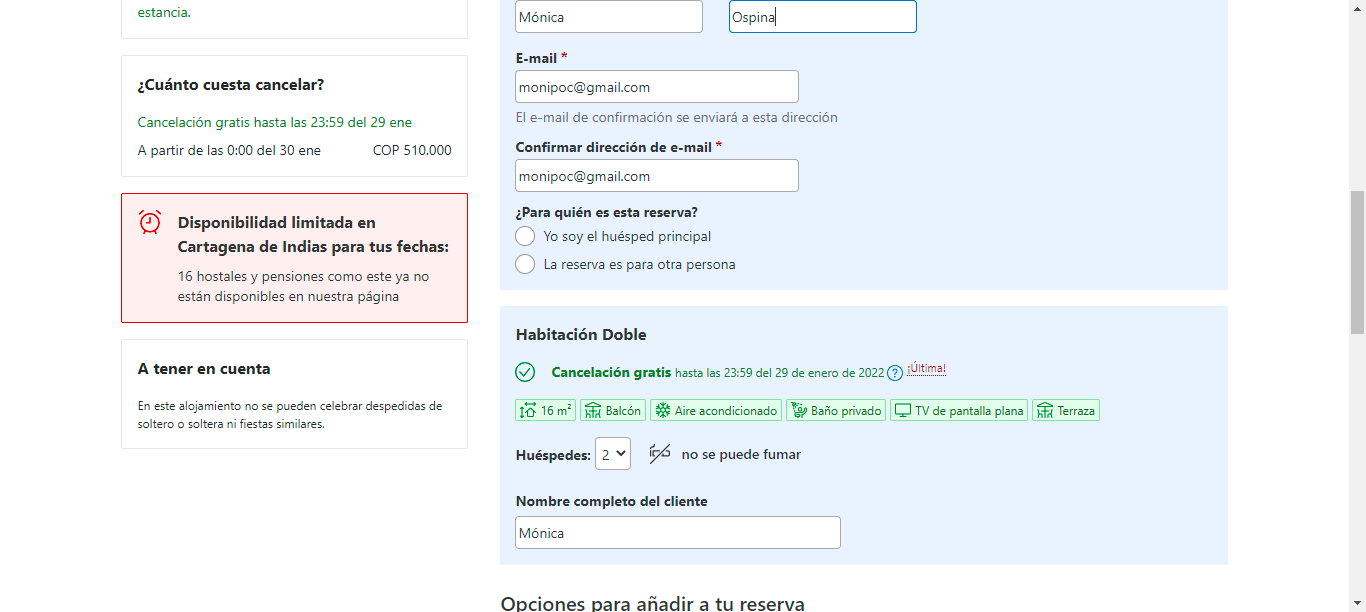 estancia.
¿Cuánto cuesta cancelar?
Cancelación gratis hasta las 23:59 del 29 ene
A partir de las 0:00 del 30 ene COP 510.000
Disponibilidad limitada en
Cartagena de Indias para tus fechas:
16 hostales y pensiones como este ya no
están disponibles en nuestra página
A tener en cuenta
En este alojamiento no se pueden celebrar despedidas de
soltero o soltera ni fiestas similares.
Mónica Ospina
E-mail *
monipoc@gmail.com
El e-mail de confirmación se enviará a esta dirección
Confirmar dirección de e-mail *
monipoc@gmail.com
¿Para quién es esta reserva?
Yo soy el huésped principal
La reserva es para otra persona
Habitación Doble
Cancelación gratis hasta las 23:59 del 29 de enero de 2022 ? ¡Última!
16 m² Balcón Aire acondicionado Baño privado TV de pantalla plana Terraza
Huéspedes: 2 no se puede fumar
Nombre completo del cliente
Mónica
Opciones para añadir a tu reserva